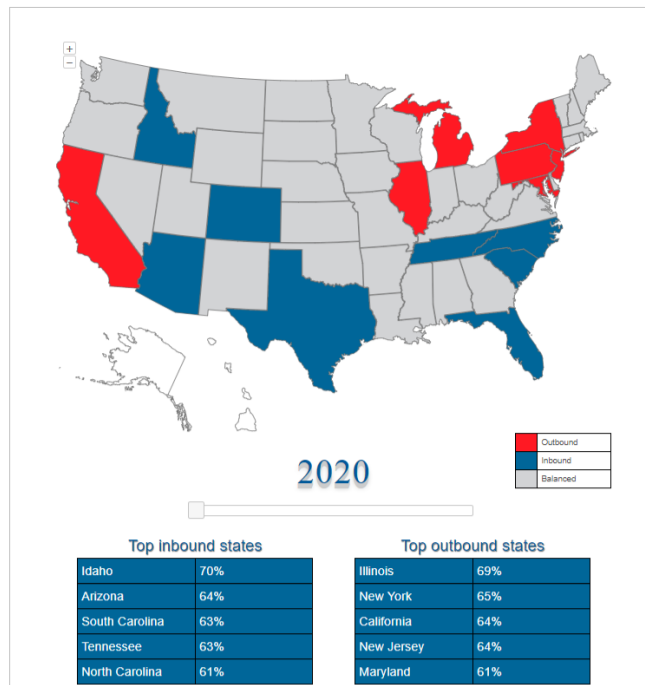 +
−
Outbound
Inbound
Balanced
2020
Top inbound states
Idaho 70%
Arizona 64%
South Carolina 63%
Tennessee 63%
North Carolina 61%
Top outbound states
Illinois 69%
New York 65%
California 64%
New Jersey 64%
Maryland 61%